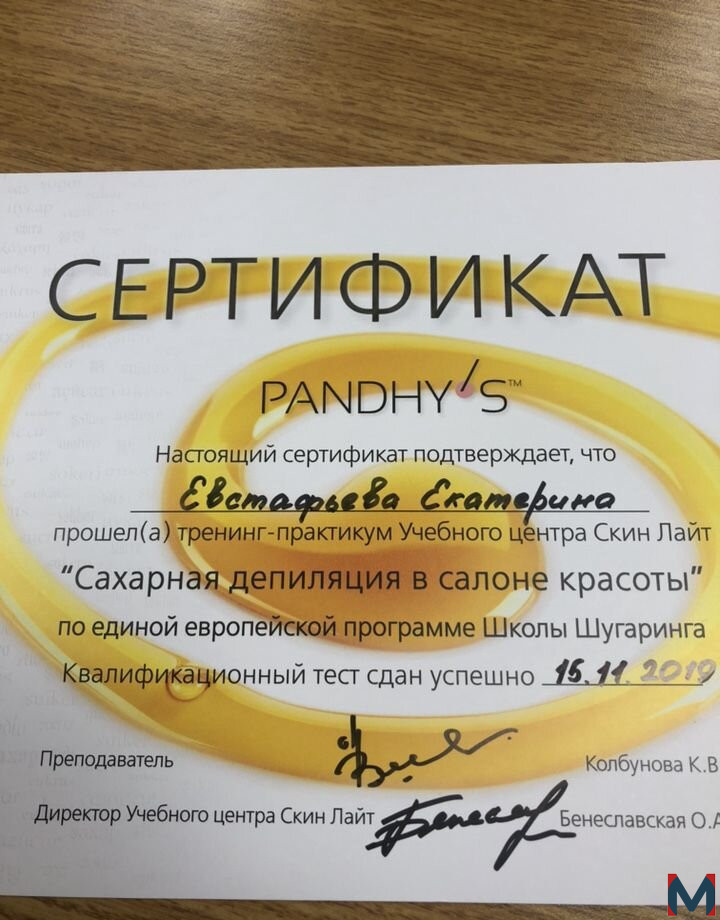 СЕРТИФИКАТ
PANDHY'S™
Настоящий сертификат подтверждает, что
Евстафьева Екатерина
прошел(а) тренинг-практикум Учебного центра Скин Лайт
“Сахарная депиляция в салоне красоты”
по единой европейской программе Школы Шугаринга
Квалификационный тест сдан успешно 15.11.2019
Преподаватель
Колбунова К.В
Директор Учебного центра Скин Лайт
Бенеславская О.А
M